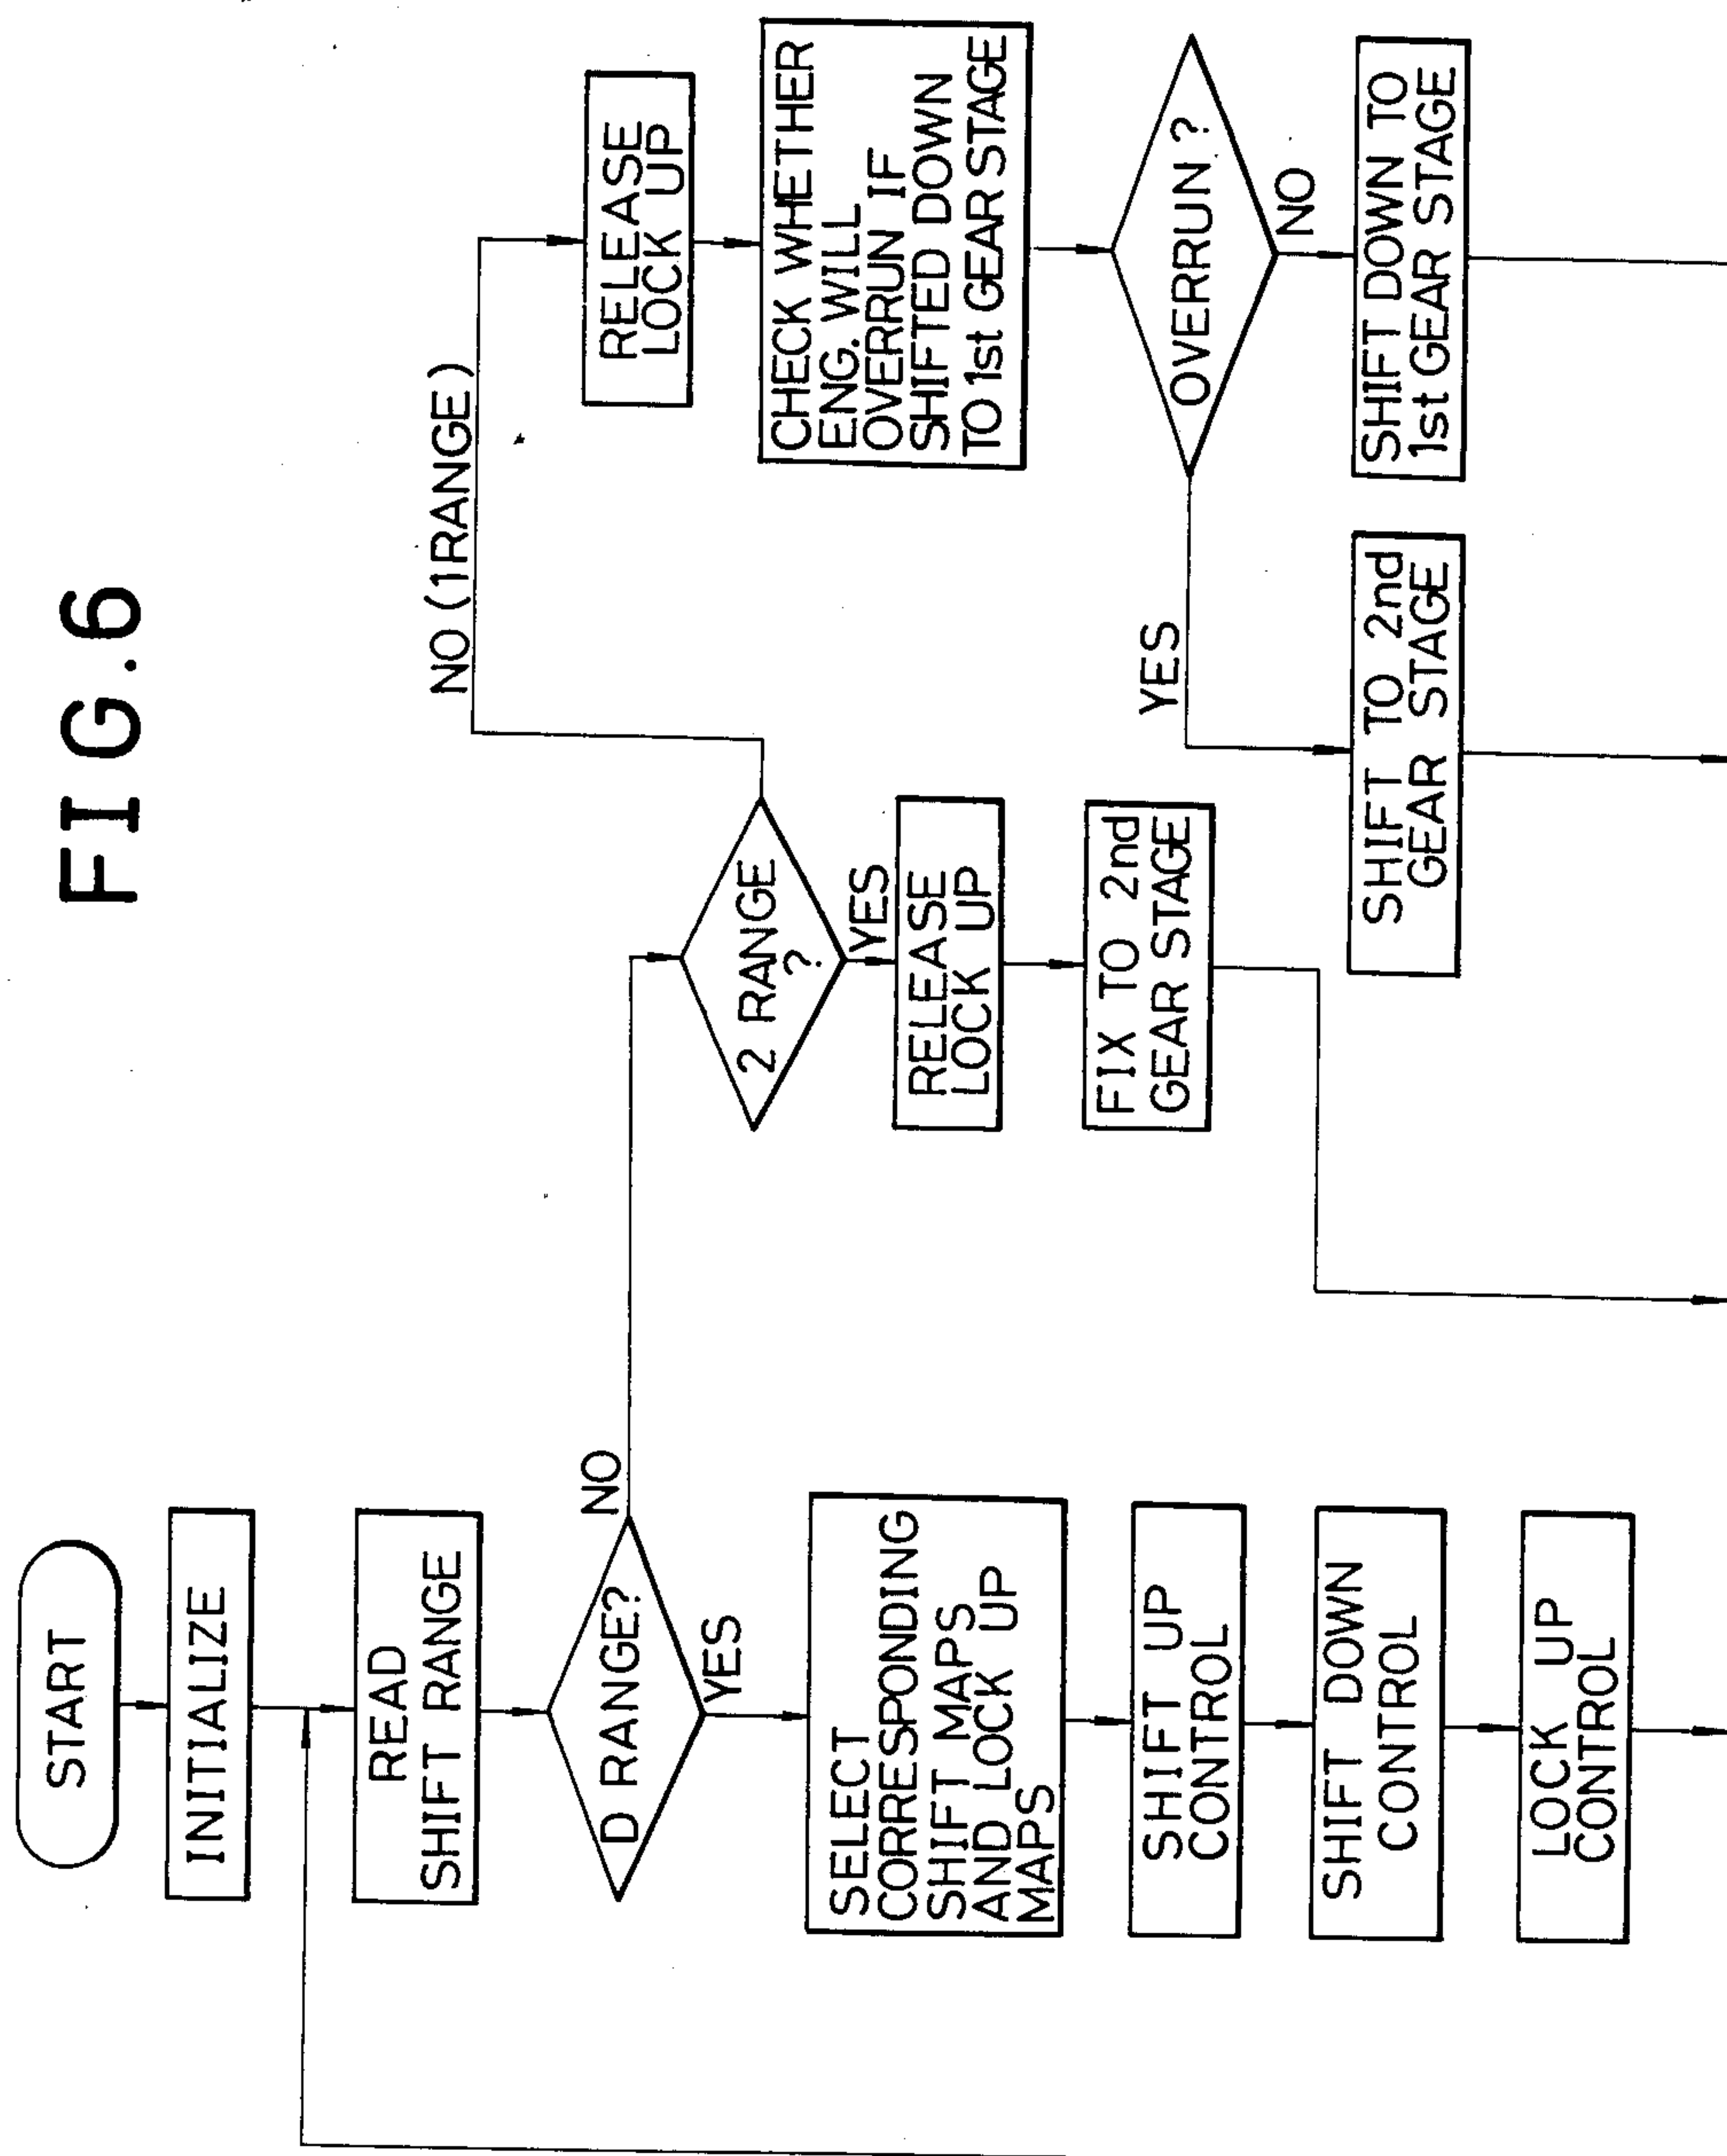 FIG.6
START
INITIALIZE
READ
SHIFT RANGE
D RANGE?
NO
YES
SELECT
CORRESPONDING
SHIFT MAPS
AND LOCK UP
MAPS
SHIFT UP
CONTROL
SHIFT DOWN
CONTROL
LOCK UP
CONTROL
2 RANGE
?
NO (1RANGE)
YES
RELEASE
LOCK UP
FIX TO 2nd
GEAR STAGE
RELEASE
LOCK UP
CHECK WHETHER
ENG. WILL
OVERRUN IF
SHIFTED DOWN
TO 1st GEAR STAGE
OVERRUN?
YES
NO
SHIFT TO 2nd
GEAR STAGE
SHIFT DOWN TO
1st GEAR STAGE